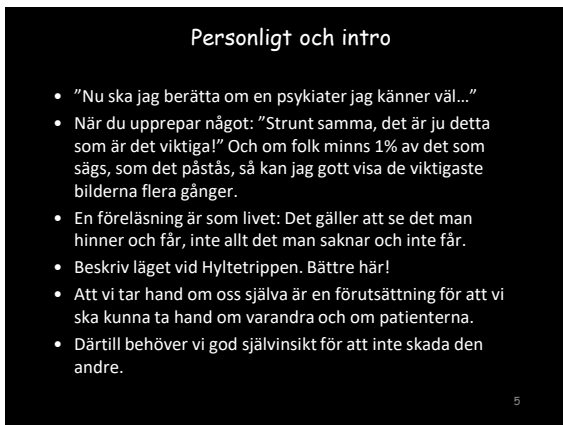 Personligt och intro
• ”Nu ska jag berätta om en psykiater jag känner väl…”
• När du upprepar något: ”Strunt samma, det är ju detta
som är det viktiga!” Och om folk minns 1% av det som
sägs, som det påstås, så kan jag gott visa de viktigaste
bilderna flera gånger.
• En föreläsning är som livet: Det gäller att se det man
hinner och får, inte allt det man saknar och inte får.
• Beskriv läget vid Hyltetrippen. Bättre här!
• Att vi tar hand om oss själva är en förutsättning för att vi
ska kunna ta hand om varandra och om patienterna.
• Därtill behöver vi god självinsikt för att inte skada den
andre.
5